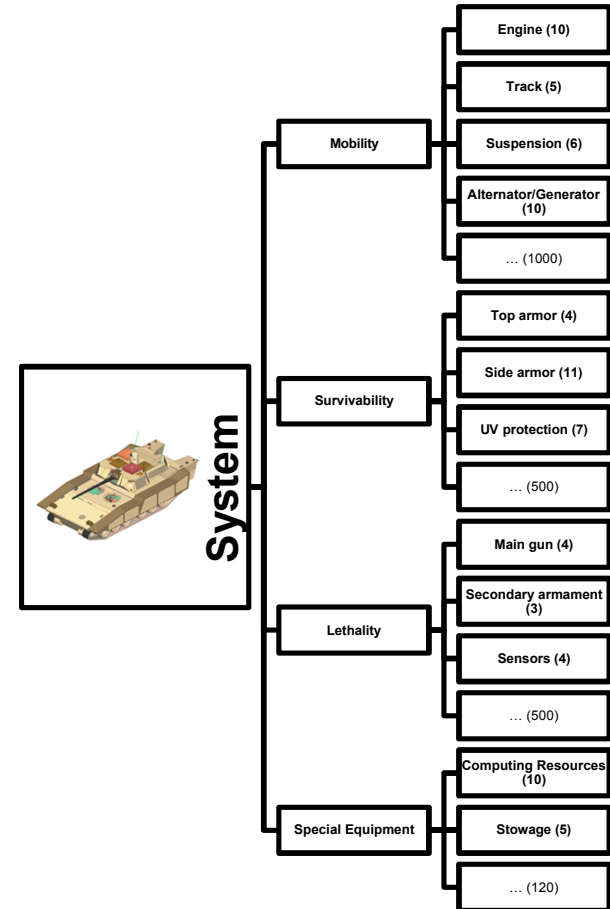 System
Mobility
Engine (10)
Track (5)
Suspension (6)
Alternator/Generator
(10)
… (1000)
Survivability
Top armor (4)
Side armor (11)
UV protection (7)
… (500)
Lethality
Main gun (4)
Secondary armament
(3)
Sensors (4)
… (500)
Special Equipment
Computing Resources
(10)
Stowage (5)
… (120)